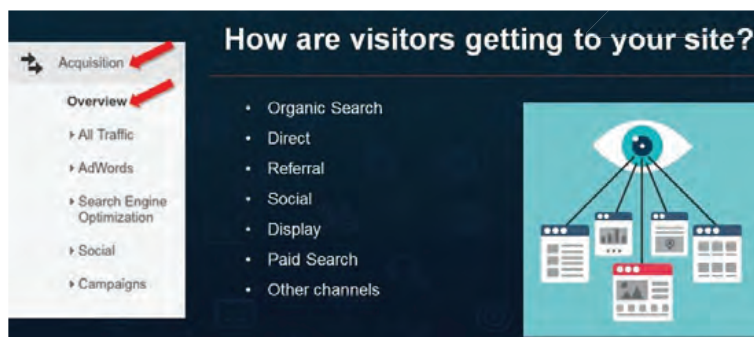 How are visitors getting to your site?
Acquisition
Overview
All Traffic
AdWords
Search Engine
Optimization
Social
Campaigns
• Organic Search
• Direct
• Referral
• Social
• Display
• Paid Search
• Other channels